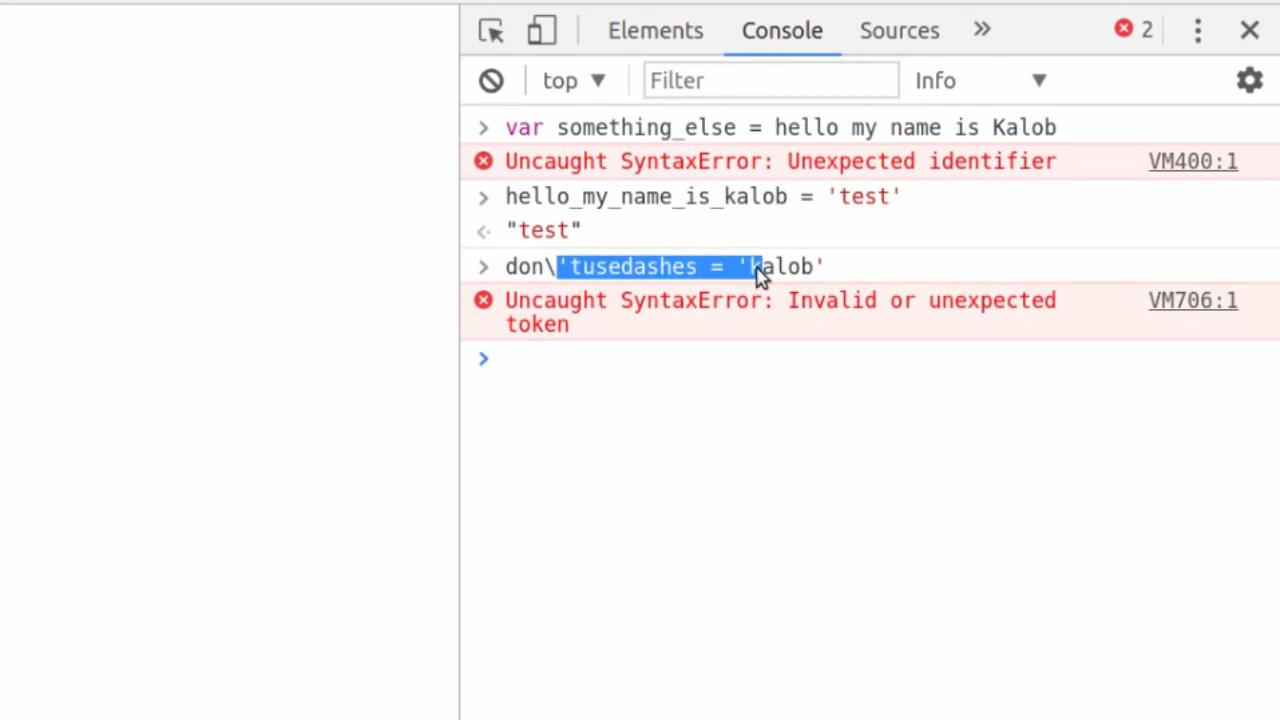 Elements Console Sources » 2
top ▼ Filter Info ▼
> var something_else = hello my name is Kalob
Uncaught SyntaxError: Unexpected identifier VM400:1
> hello_my_name_is_kalob = 'test'
"test"
> don\'tusedashes = 'kalob'
Uncaught SyntaxError: Invalid or unexpected VM706:1
token
>